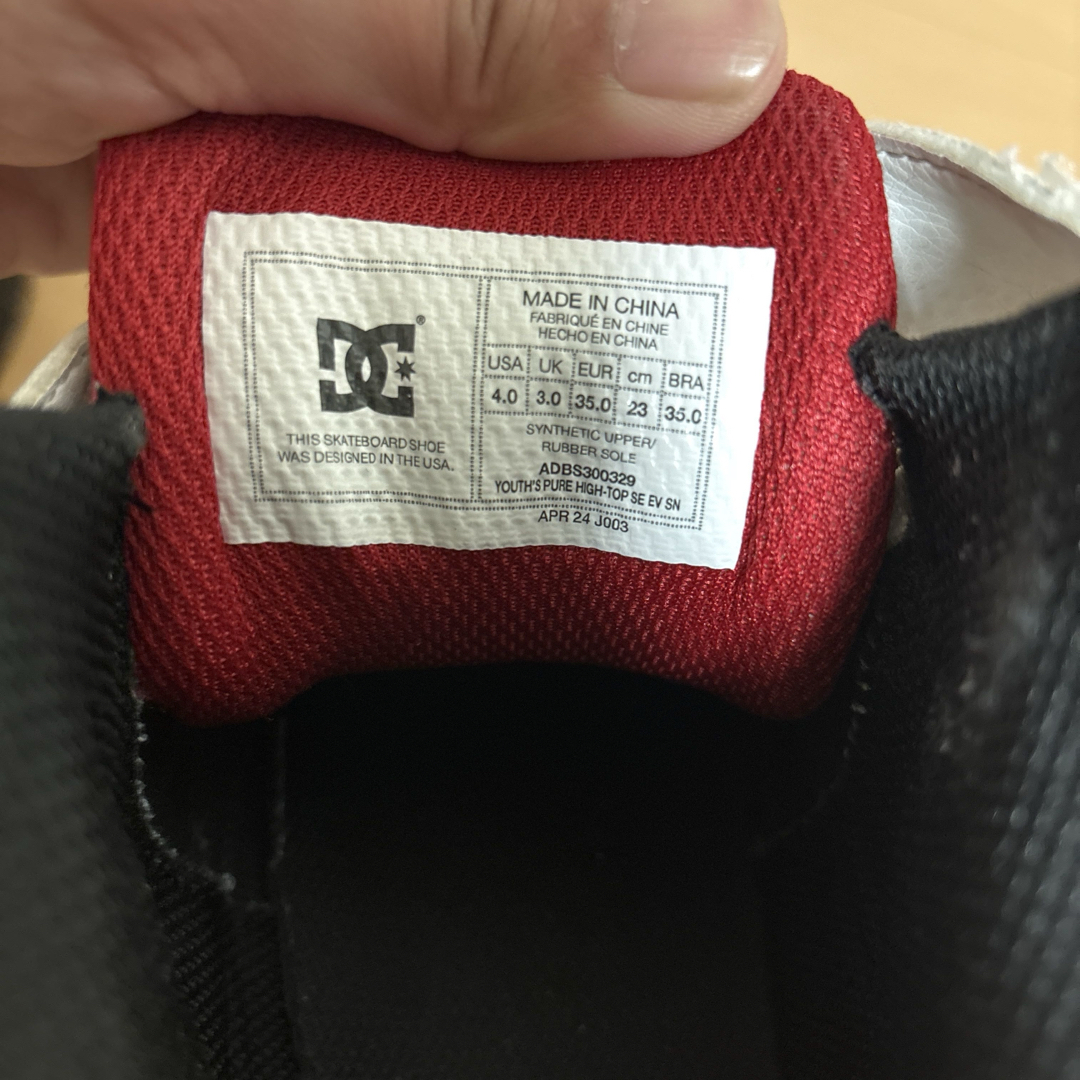 DC®
THIS SKATEBOARD SHOE
WAS DESIGNED IN THE USA.
MADE IN CHINA
FABRIQUÉ EN CHINE
HECHO EN CHINA
USA UK EUR cm BRA
4.0 3.0 35.0 23 35.0
SYNTHETIC UPPER/
RUBBER SOLE
ADBS300329
YOUTH'S PURE HIGH-TOP SE EV SN
APR 24 J003